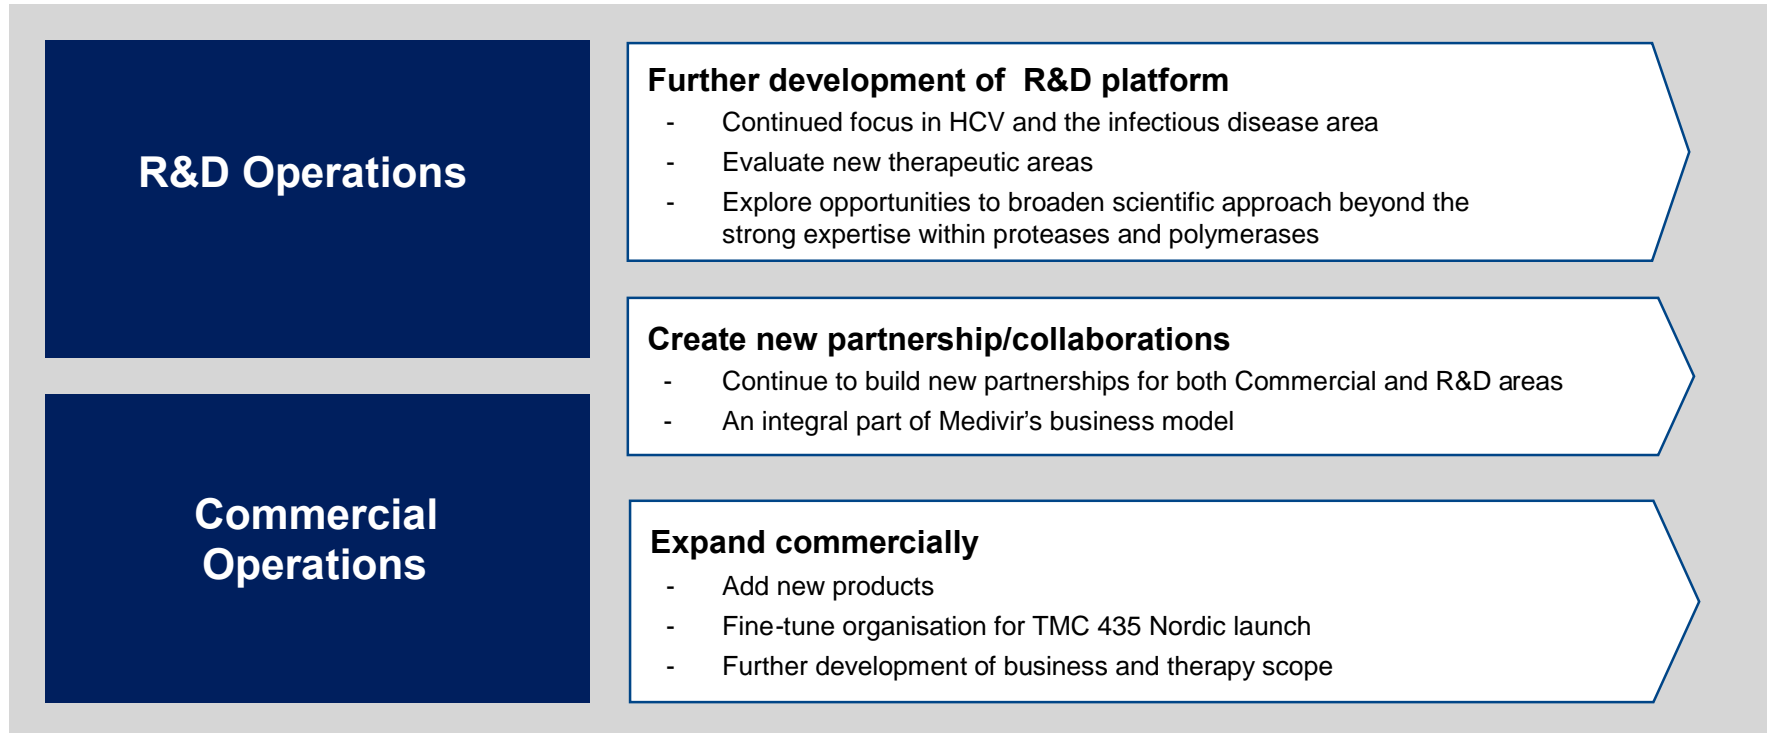 R&D Operations
Further development of  R&D platform
- Continued focus in HCV and the infectious disease area
- Evaluate new therapeutic areas
- Explore opportunities to broaden scientific approach beyond the
strong expertise within proteases and polymerases
Create new partnership/collaborations
- Continue to build new partnerships for both Commercial and R&D areas
- An integral part of Medivir’s business model
Commercial
Operations
Expand commercially
- Add new products
- Fine-tune organisation for TMC 435 Nordic launch
- Further development of business and therapy scope